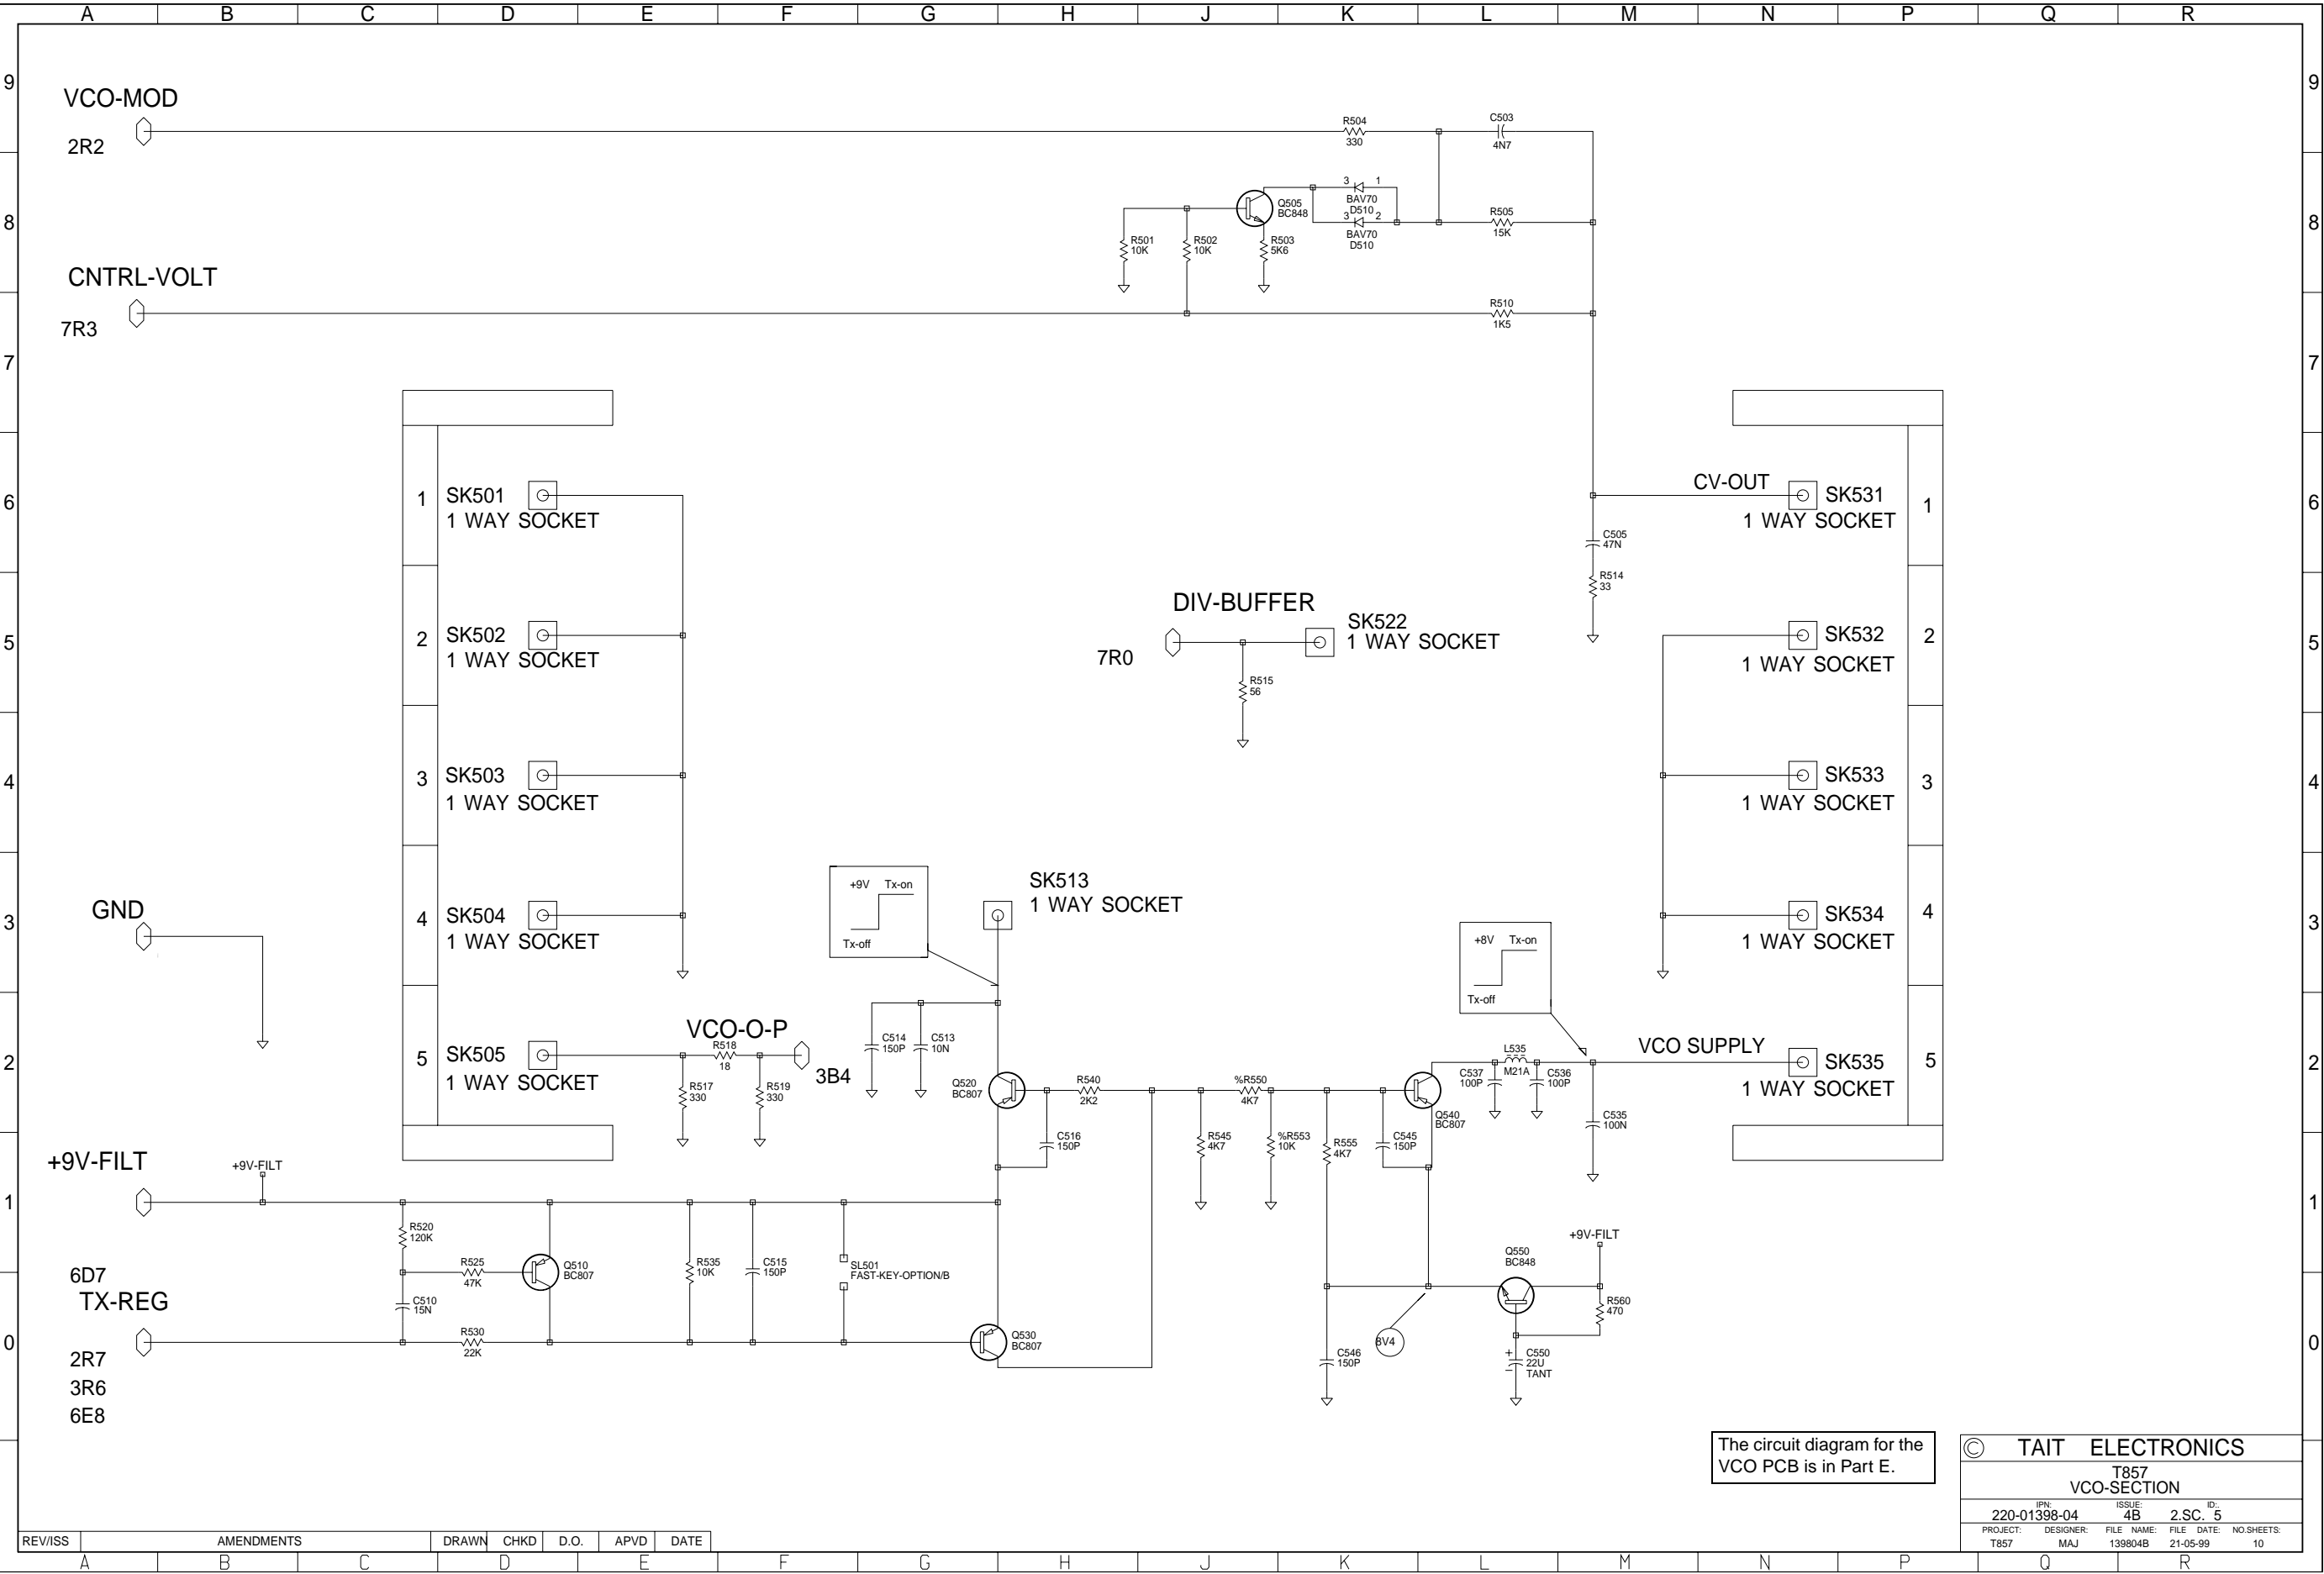 A B C D E F G H J K L M N P Q R
9 9
VCO-MOD
2R2
R504
330
C503
4N7
8 8
Q505
BC848
3 1
BAV70
D510
3 2
BAV70
D510
R505
15K
R501
10K
R502
10K
R503
5K6
CNTRL-VOLT
7R3
R510
1K5
7 7
6 6
1 SK501
1 WAY SOCKET
CV-OUT
SK531 1
1 WAY SOCKET
C505
47N
R514
33
DIV-BUFFER
7R0
SK522
1 WAY SOCKET
R515
56
5 5
2 SK502
1 WAY SOCKET
SK532 2
1 WAY SOCKET
4 4
3 SK503
1 WAY SOCKET
SK533 3
1 WAY SOCKET
+9V Tx-on
Tx-off
SK513
1 WAY SOCKET
GND
3 3
4 SK504
1 WAY SOCKET
+8V Tx-on
Tx-off
SK534 4
1 WAY SOCKET
2 2
5 SK505
1 WAY SOCKET
VCO-O-P
R518
18
3B4
R517
330
R519
330
C514
150P
C513
10N
Q520
BC807
R540
2K2
%R550
4K7
C516
150P
R545
4K7
%R553
10K
R555
4K7
C545
150P
Q540
BC807
C537
100P
L535
M21A
C536
100P
VCO SUPPLY
SK535 5
1 WAY SOCKET
C535
100N
+9V-FILT
+9V-FILT
1 1
R520
120K
R525
47K
Q510
BC807
R535
10K
C515
150P
SL501
FAST-KEY-OPTION/B
6D7
TX-REG
C510
15N
R530
22K
Q530
BC807
+9V-FILT
Q550
BC848
R560
470
8V4
C546
150P
+
−
C550
22U
TANT
0 0
2R7
3R6
6E8
The circuit diagram for the
VCO PCB is in Part E.
© TAIT ELECTRONICS
T857
VCO-SECTION
IPN: ISSUE: ID:.
220-01398-04 4B 2.SC. 5
PROJECT: DESIGNER: FILE NAME: FILE DATE: NO.SHEETS:
T857 MAJ 139804B 21-05-99 10
REV/ISS AMENDMENTS DRAWN CHKD D.O. APVD DATE
A B C D E F G H J K L M N P Q R